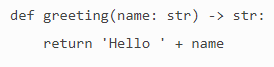 def greeting(name: str) -> str:
    return 'Hello ' + name